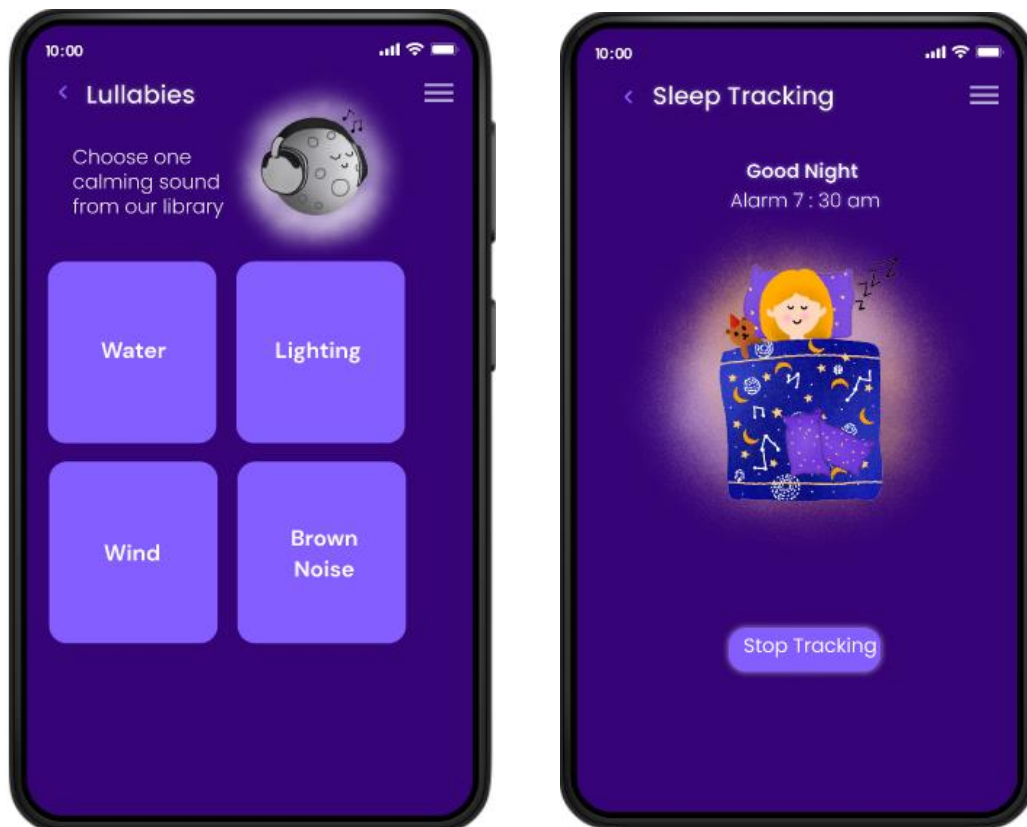 10:00
Lullabies
Choose one
calming sound
from our library
Water
Lighting
Wind
Brown
Noise
10:00
Sleep Tracking
Good Night
Alarm 7 : 30 am
z z z z z
Stop Tracking